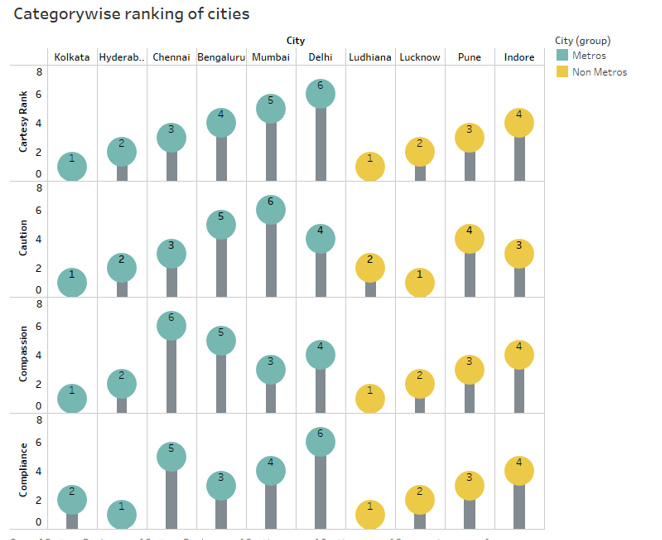 Categorywise ranking of cities
City
Kolkata Hyderab.. Chennai Bengaluru Mumbai Delhi Ludhiana Lucknow Pune Indore
City (group)
Metros
Non Metros
Cartesy Rank
8
6
4
2
0
1 2 3 4 5 6 1 2 3 4
Caution
8
6
4
2
0
1 2 3 5 6 4 2 1 4 3
Compassion
8
6
4
2
0
1 2 6 5 3 4 1 2 3 4
Compliance
8
6
4
2
0
2 1 5 3 4 6 1 2 3 4